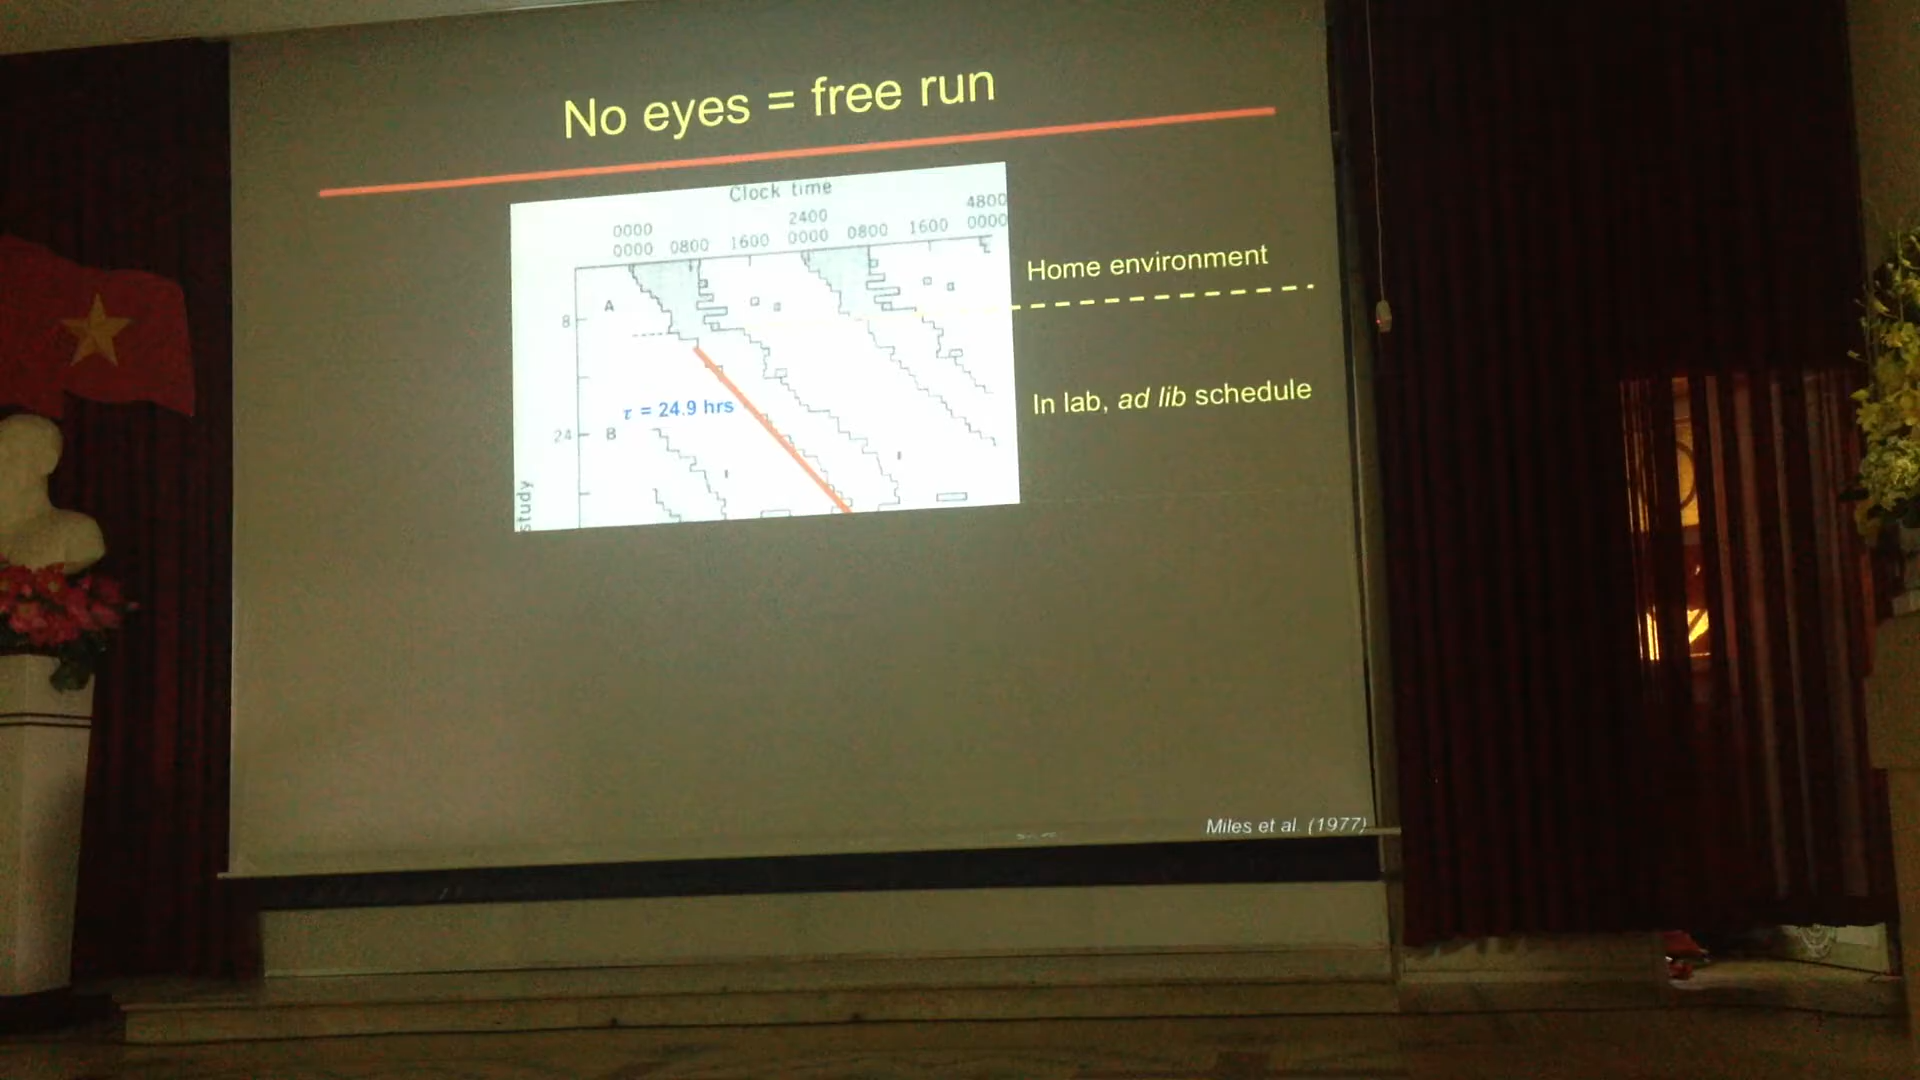 No eyes = free run
Clock time
0000 2400 4800
0000 0800 1600 0000 0800 1600 0000
Home environment
A
8
In lab, ad lib schedule
τ = 24.9 hrs
24 B
study
Miles et al. (1977)